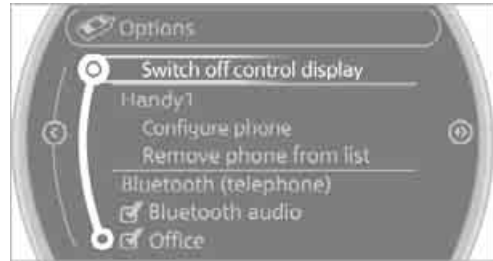 Options
Switch off control display
Handy1
Configure phone
Remove phone from list
Bluetooth (telephone)
Bluetooth audio
Office